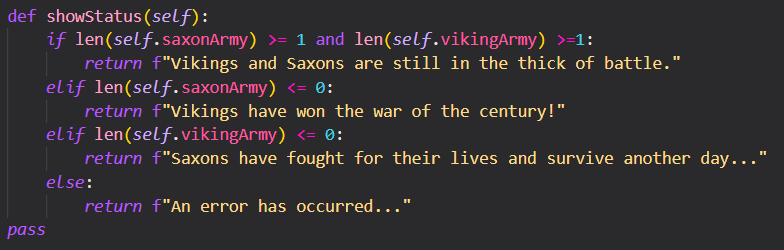 def showStatus(self):
    if len(self.saxonArmy) >= 1 and len(self.vikingArmy) >=1:
        return f"Vikings and Saxons are still in the thick of battle."
    elif len(self.saxonArmy) <= 0:
        return f"Vikings have won the war of the century!"
    elif len(self.vikingArmy) <= 0:
        return f"Saxons have fought for their lives and survive another day..."
    else:
        return f"An error has occurred..."
pass